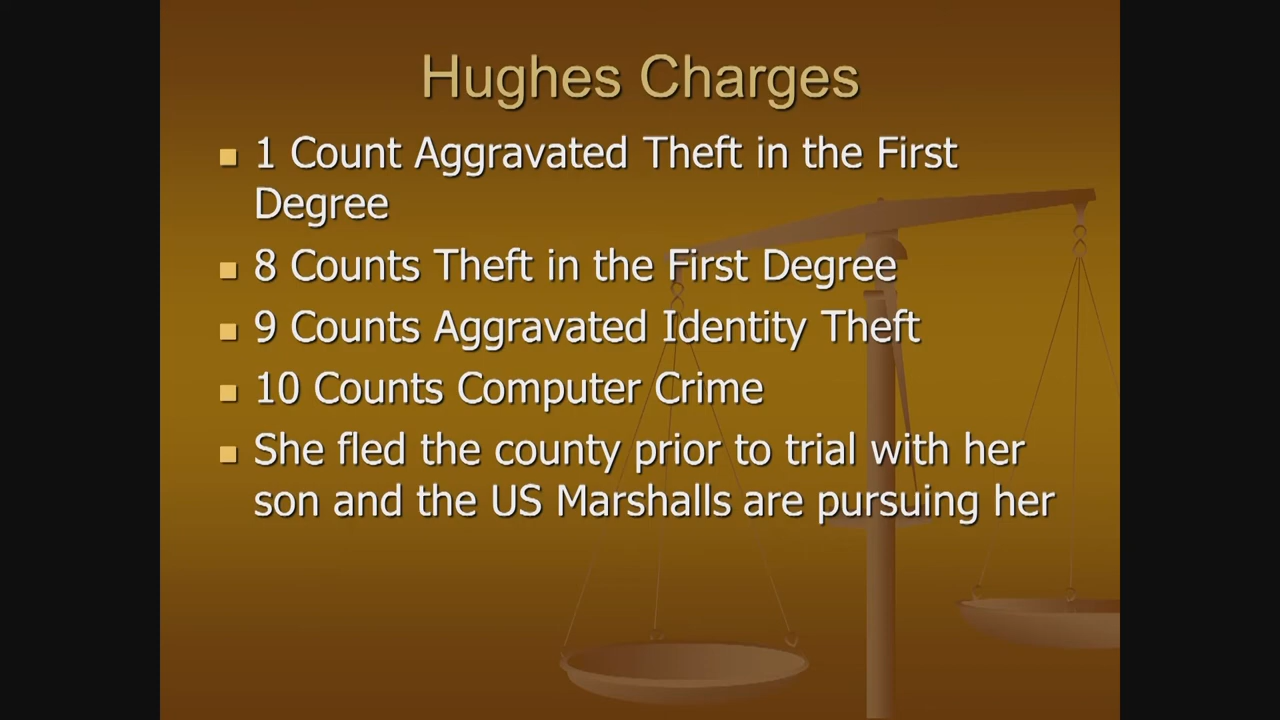 Hughes Charges
1 Count Aggravated Theft in the First
Degree
8 Counts Theft in the First Degree
9 Counts Aggravated Identity Theft
10 Counts Computer Crime
She fled the county prior to trial with her
son and the US Marshalls are pursuing her